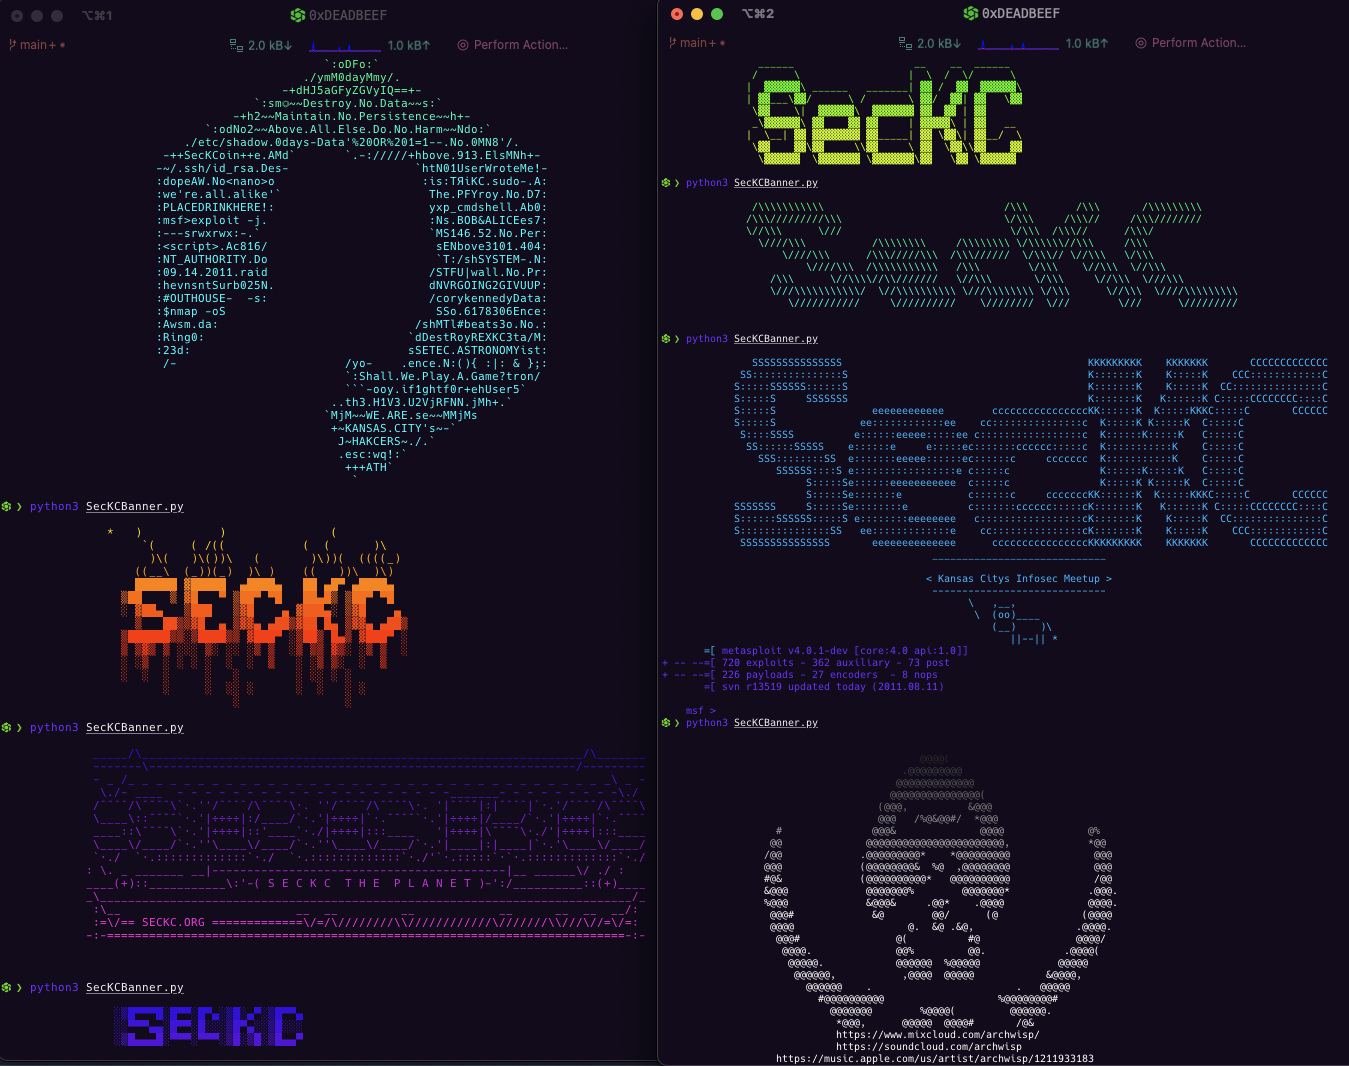 ⌥⌘1
0xDEADBEEF
main + *
2.0 kB↓
1.0 kB↑
Perform Action...
`:oDFo:`
./ymM0dayMmy/.
-+dHJ5aGFyZGVyIQ==+-
`:sm⏣~~Destroy.No.Data~~s:`
-+h2~~Maintain.No.Persistence~~h+-
`:odNo2~~Above.All.Else.Do.No.Harm~~Ndo:`
./etc/shadow.0days-Data'%20OR%201=1--.No.0MN8'/.
-++SecKCoin++e.AMd` `.-://///+hbove.913.ElsMNh+-
-~/.ssh/id_rsa.Des- `htN01UserWroteMe!-
:dopeAW.No<nano>o :is:TЯiKC.sudo-.A:
:we're.all.alike'` The.PFYroy.No.D7:
:PLACEDRINKHERE!: yxp_cmdshell.Ab0:
:msf>exploit -j. :Ns.BOB&ALICEes7:
:---srwxrwx:-.` `MS146.52.No.Per:
:<script>.Ac816/ sENbove3101.404:
:NT_AUTHORITY.Do `T:/shSYSTEM-.N:
:09.14.2011.raid /STFU|wall.No.Pr:
:hevnsntSurb025N. dNVRGOING2GIVUUP:
:#OUTHOUSE- -s: /corykennedyData:
:$nmap -oS SSo.6178306Ence:
:Awsm.da: /shMTl#beats3o.No.:
:Ring0: `dDestRoyREXKC3ta/M:
:23d: sSETEC.ASTRONOMYist:
/- /yo- .ence.N:(){ :|: & };:
`:Shall.We.Play.A.Game?tron/
```-ooy.if1ghtf0r+ehUser5`
..th3.H1V3.U2VjRFNN.jMh+.`
`MjM~~WE.ARE.se~~MMjMs
+~KANSAS.CITY's~-`
J~HAKCERS~./.`
.esc:wq!:`
+++ATH`
`
❯ python3 SecKCBanner.py
SECKC
❯ python3 SecKCBanner.py
( S E C K C  T H E  P L A N E T )
SECKC.ORG
❯ python3 SecKCBanner.py
SECKC
⌥⌘2
0xDEADBEEF
main + *
2.0 kB↓
1.0 kB↑
Perform Action...
SecKC
❯ python3 SecKCBanner.py
SecKC
❯ python3 SecKCBanner.py
SecKC
< Kansas Citys Infosec Meetup >
=[ metasploit v4.0.1-dev [core:4.0 api:1.0]]
+ -- --=[ 720 exploits - 362 auxiliary - 73 post
+ -- --=[ 226 payloads - 27 encoders  - 8 nops
=[ svn r13519 updated today (2011.08.11)
msf >
❯ python3 SecKCBanner.py
https://www.mixcloud.com/archwisp/
https://soundcloud.com/archwisp
https://music.apple.com/us/artist/archwisp/1211933183